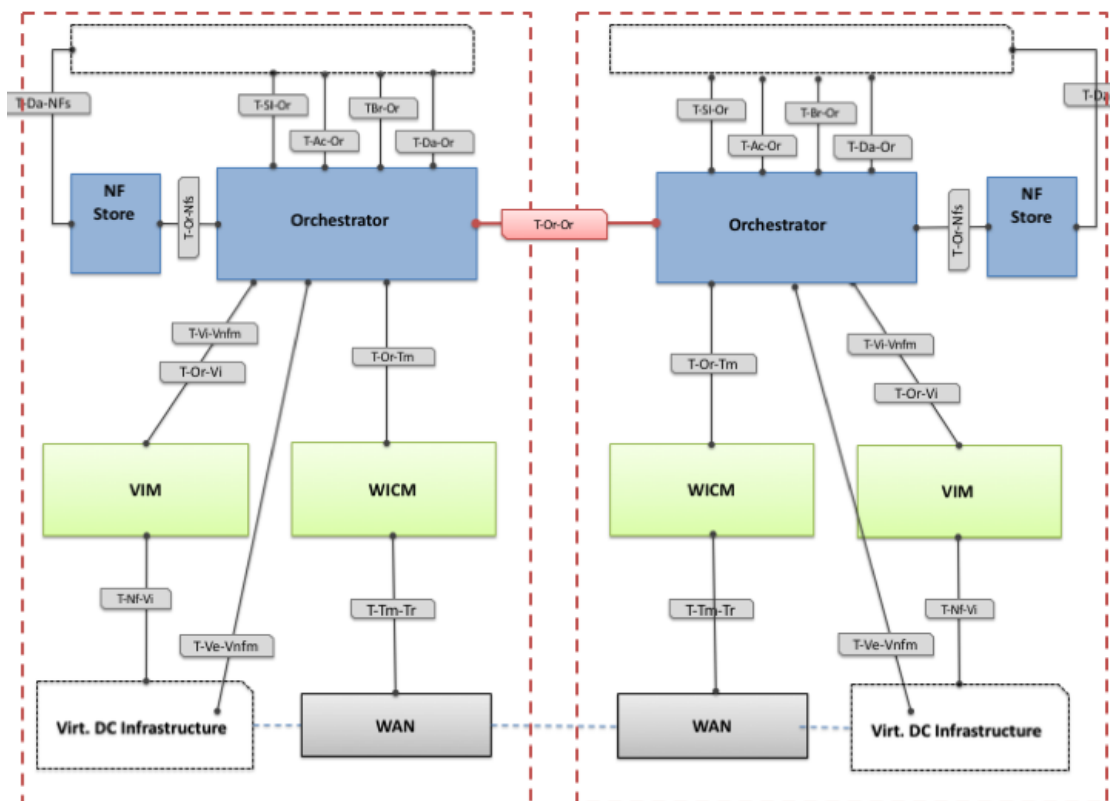 T-Da-NFs
T-SI-Or
T-Ac-Or
TBr-Or
T-Da-Or
NF
Store
T-Or-Nfs
Orchestrator
T-Vi-Vnfm
T-Or-Vi
T-Or-Tm
VIM
WICM
T-Nf-Vi
T-Tm-Tr
T-Ve-Vnfm
Virt. DC Infrastructure
WAN
T-Or-Or
T-SI-Or
T-Ac-Or
T-Br-Or
T-Da-Or
T-Da
Orchestrator
T-Or-Nfs
NF
Store
T-Or-Tm
T-Vi-Vnfm
T-Or-Vi
WICM
VIM
T-Tm-Tr
T-Nf-Vi
T-Ve-Vnfm
WAN
Virt. DC Infrastructure